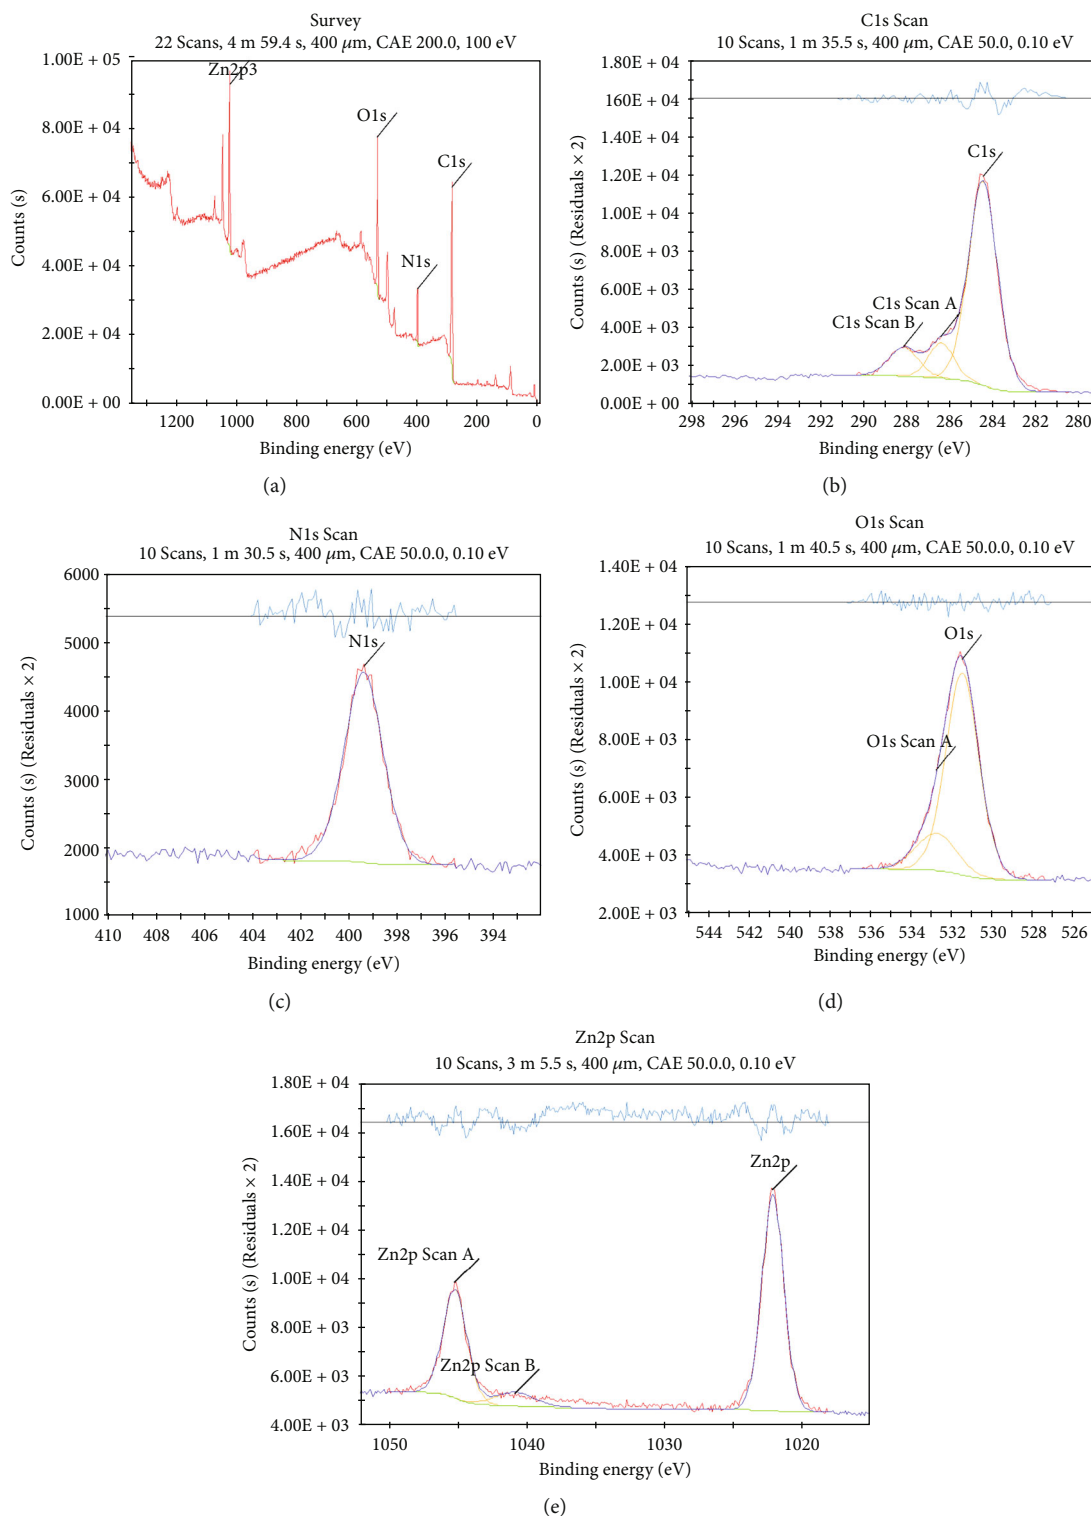 Survey
22 Scans, 4 m 59.4 s, 400 μm, CAE 200.0, 100 eV
1.00E + 05
8.00E + 04
6.00E + 04
4.00E + 04
2.00E + 04
0.00E + 00
Counts (s)
Zn2p3
O1s
C1s
N1s
1200 1000 800 600 400 200 0
Binding energy (eV)
(a)
C1s Scan
10 Scans, 1 m 35.5 s, 400 μm, CAE 50.0, 0.10 eV
1.80E + 04
160E + 04
1.20E + 04
1.20E + 04
1.00E + 04
8.00E + 03
6.00E + 03
4.00E + 03
2.00E + 03
0.00E + 00
Counts (s) (Residuals × 2)
C1s
C1s Scan A
C1s Scan B
298 296 294 292 290 288 286 284 282 280
Binding energy (eV)
(b)
N1s Scan
10 Scans, 1 m 30.5 s, 400 μm, CAE 50.0.0, 0.10 eV
6000
5000
4000
3000
2000
1000
Counts (s) (Residuals × 2)
N1s
410 408 406 404 402 400 398 396 394
Binding energy (eV)
(c)
O1s Scan
10 Scans, 1 m 40.5 s, 400 μm, CAE 50.0.0, 0.10 eV
1.40E + 04
1.20E + 04
1.00E + 04
8.00E + 03
6.00E + 03
4.00E + 03
2.00E + 03
Counts (s) (Residuals × 2)
O1s
O1s Scan A
544 542 540 538 536 534 532 530 528 526
Binding energy (eV)
(d)
Zn2p Scan
10 Scans, 3 m 5.5 s, 400 μm, CAE 50.0.0, 0.10 eV
1.80E + 04
1.60E + 04
1.40E + 04
1.20E + 04
1.00E + 04
8.00E + 03
6.00E + 03
4.00E + 03
Counts (s) (Residuals × 2)
Zn2p
Zn2p Scan A
Zn2p Scan B
1050 1040 1030 1020
Binding energy (eV)
(e)